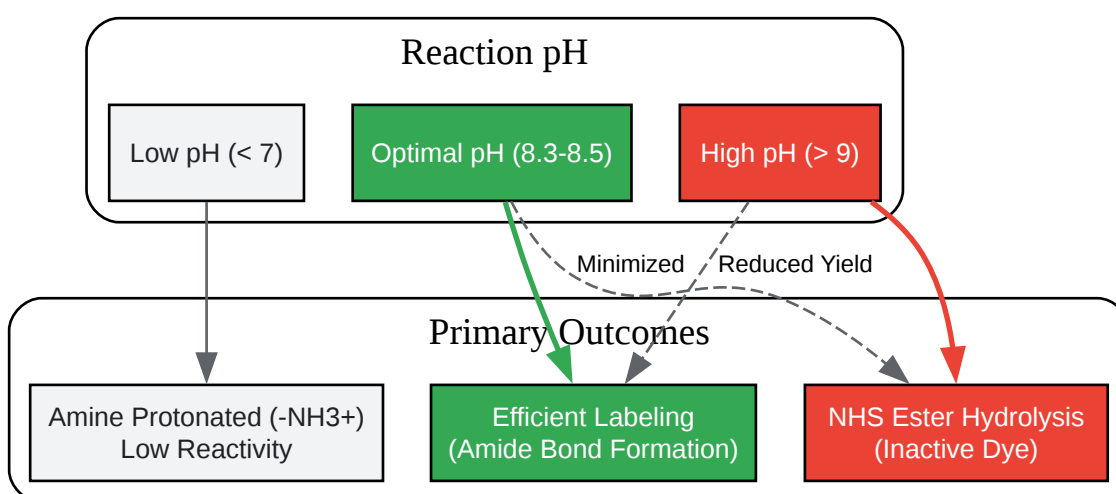 Reaction pH
Low pH (< 7)
Optimal pH (8.3-8.5)
High pH (> 9)
Minimized
Reduced Yield
Primary Outcomes
Amine Protonated (-NH3+)
Low Reactivity
Efficient Labeling
(Amide Bond Formation)
NHS Ester Hydrolysis
(Inactive Dye)